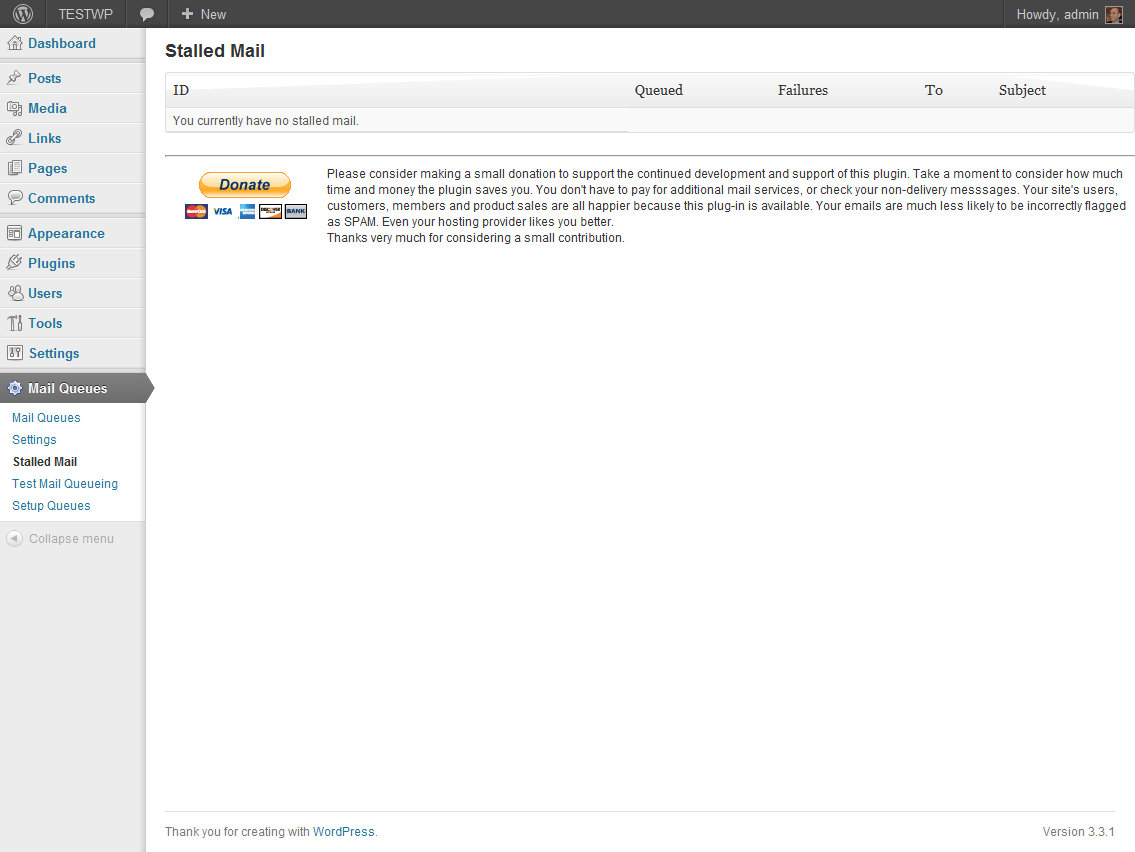 TESTWP
New
Howdy, admin
Dashboard
Posts
Media
Links
Pages
Comments
Appearance
Plugins
Users
Tools
Settings
Mail Queues
Mail Queues
Settings
Stalled Mail
Test Mail Queueing
Setup Queues
Collapse menu
Stalled Mail
ID Queued Failures To Subject
You currently have no stalled mail.
Donate
MasterCard VISA DISCOVER BANK
Please consider making a small donation to support the continued development and support of this plugin. Take a moment to consider how much
time and money the plugin saves you. You don't have to pay for additional mail services, or check your non-delivery messsages. Your site's users,
customers, members and product sales are all happier because this plug-in is available. Your emails are much less likely to be incorrectly flagged
as SPAM. Even your hosting provider likes you better.
Thanks very much for considering a small contribution.
Thank you for creating with WordPress.
Version 3.3.1